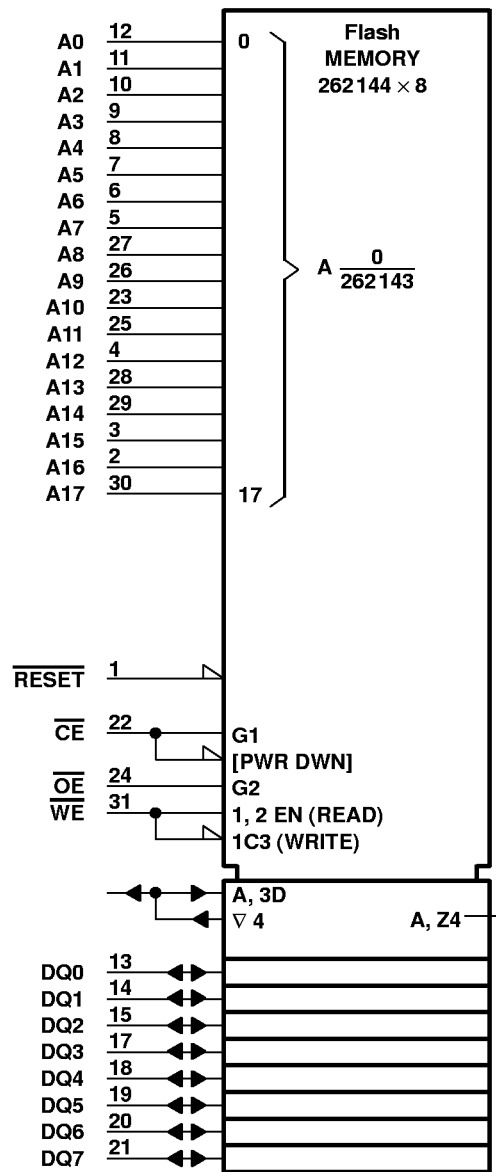 Flash
MEMORY
262144 × 8
A0 12 0
A1 11
A2 10
A3 9
A4 8
A5 7
A6 6
A7 5
A8 27
A9 26
A 0/262143
A10 23
A11 25
A12 4
A13 28
A14 29
A15 3
A16 2
A17 30 17
R̅E̅S̅E̅T̅ 1
C̅E̅ 22 G1
[PWR DWN]
O̅E̅ 24 G2
W̅E̅ 31 1, 2 EN (READ)
1C3 (WRITE)
A, 3D
∇ 4 A, Z4
DQ0 13
DQ1 14
DQ2 15
DQ3 17
DQ4 18
DQ5 19
DQ6 20
DQ7 21